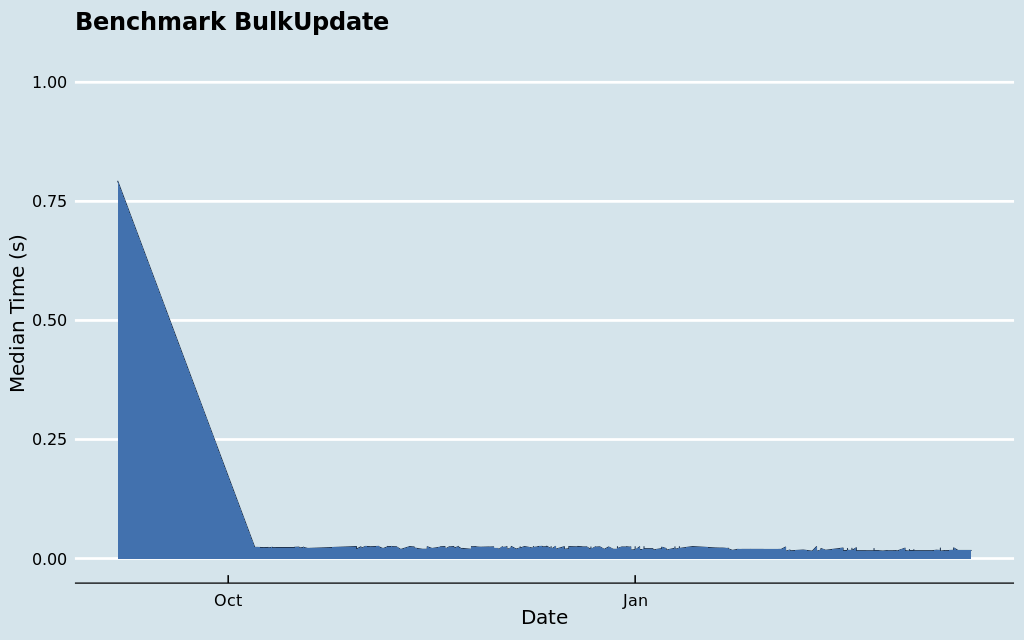 Benchmark BulkUpdate
1.00
0.75
0.50
0.25
0.00
Median Time (s)
Oct
Jan
Date